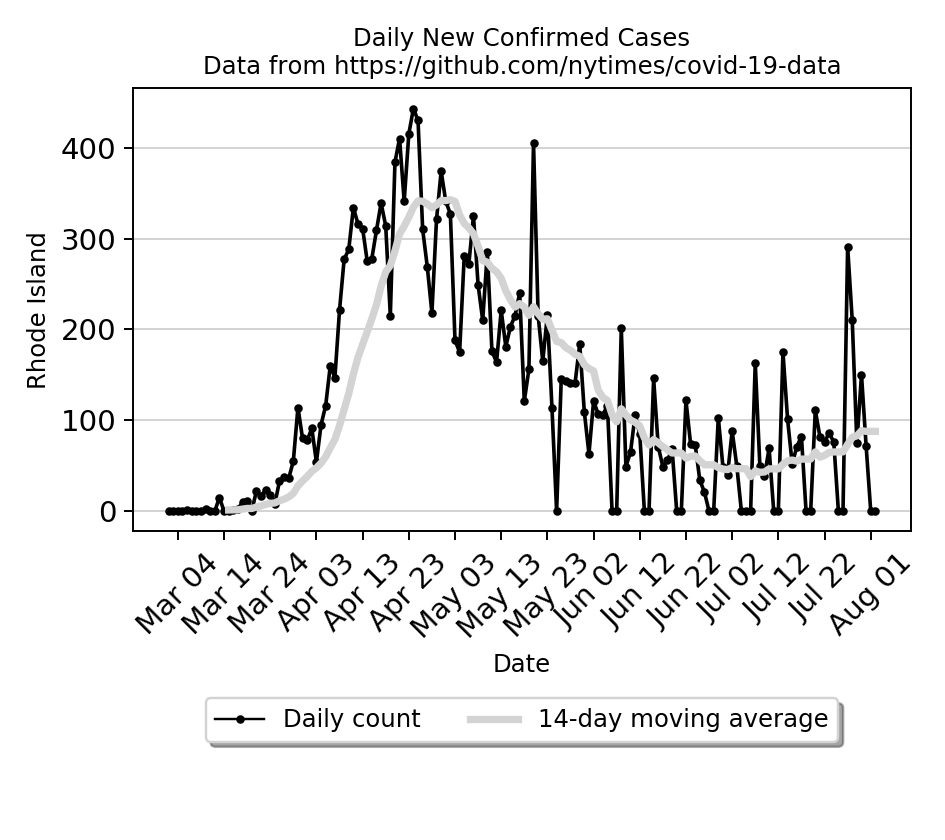 Daily New Confirmed Cases
Data from https://github.com/nytimes/covid-19-data
Rhode Island
400
300
200
100
0
Mar 04
Mar 14
Mar 24
Apr 03
Apr 13
Apr 23
May 03
May 13
May 23
Jun 02
Jun 12
Jun 22
Jul 02
Jul 12
Jul 22
Aug 01
Date
Daily count
14-day moving average